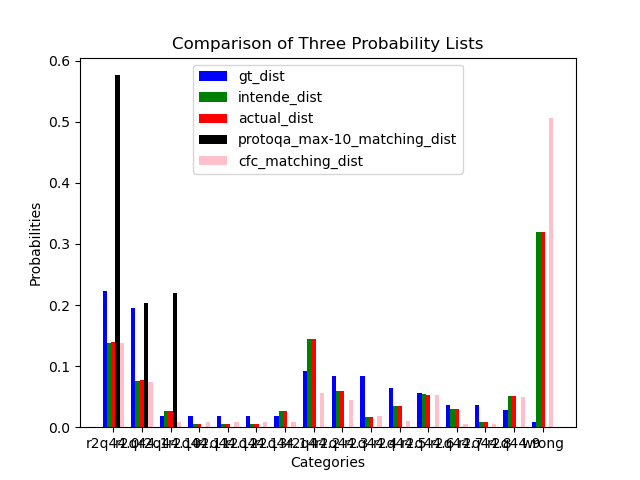 Comparison of Three Probability Lists
gt_dist
intende_dist
actual_dist
protoqa_max-10_matching_dist
cfc_matching_dist
0.6
0.5
0.4
0.3
0.2
0.1
0.0
Probabilities
wrong
Categories